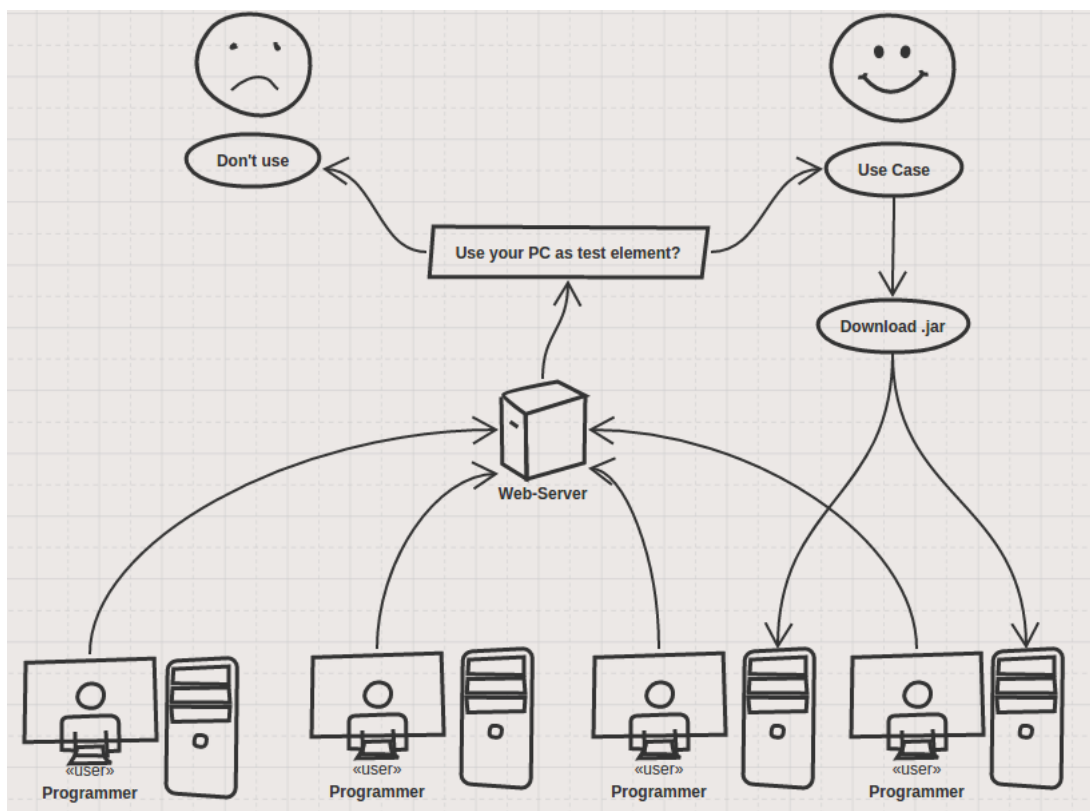 Don't use
Use Case
Use your PC as test element?
Download .jar
Web-Server
«user»
Programmer
«user»
Programmer
«user»
Programmer
«user»
Programmer